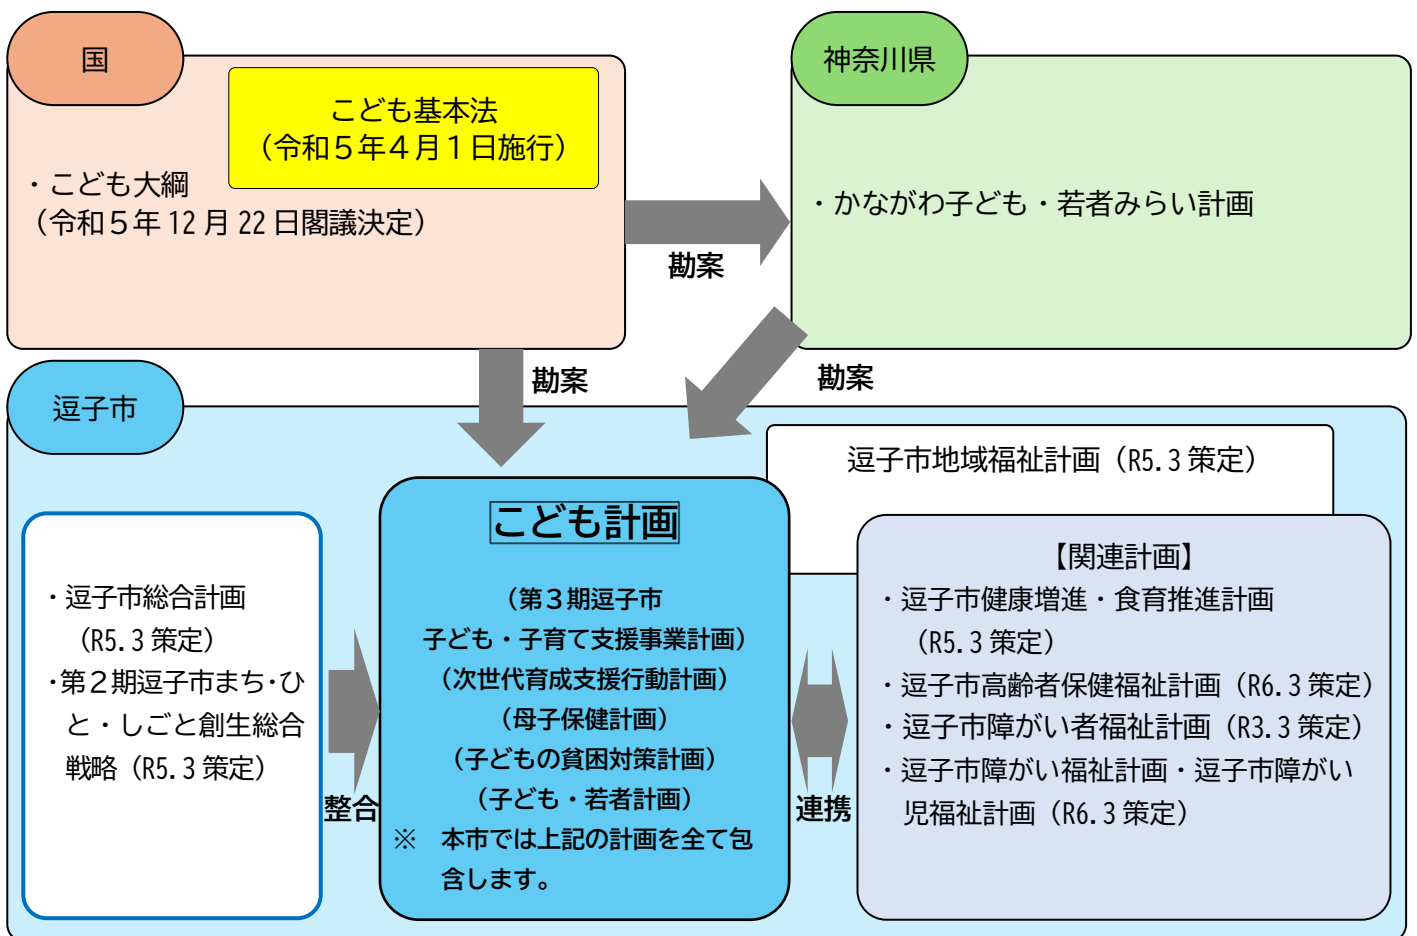 国
こども基本法
（令和５年４月１日施行）
・こども大綱
（令和５年 12 月 22 日閣議決定）
神奈川県
・かながわ子ども・若者みらい計画
勘案
勘案
勘案
逗子市
逗子市地域福祉計画（R5.3 策定）
・逗子市総合計画
（R5.3 策定）
・第２期逗子市まち・ひ
と・しごと創生総合
戦略（R5.3 策定）
整合
こども計画
（第３期逗子市
子ども・子育て支援事業計画）
（次世代育成支援行動計画）
（母子保健計画）
（子どもの貧困対策計画）
（子ども・若者計画）
※　本市では上記の計画を全て包
含します。
連携
【関連計画】
・逗子市健康増進・食育推進計画
（R5.3 策定）
・逗子市高齢者保健福祉計画（R6.3 策定）
・逗子市障がい者福祉計画（R3.3 策定）
・逗子市障がい福祉計画・逗子市障がい
児福祉計画（R6.3 策定）